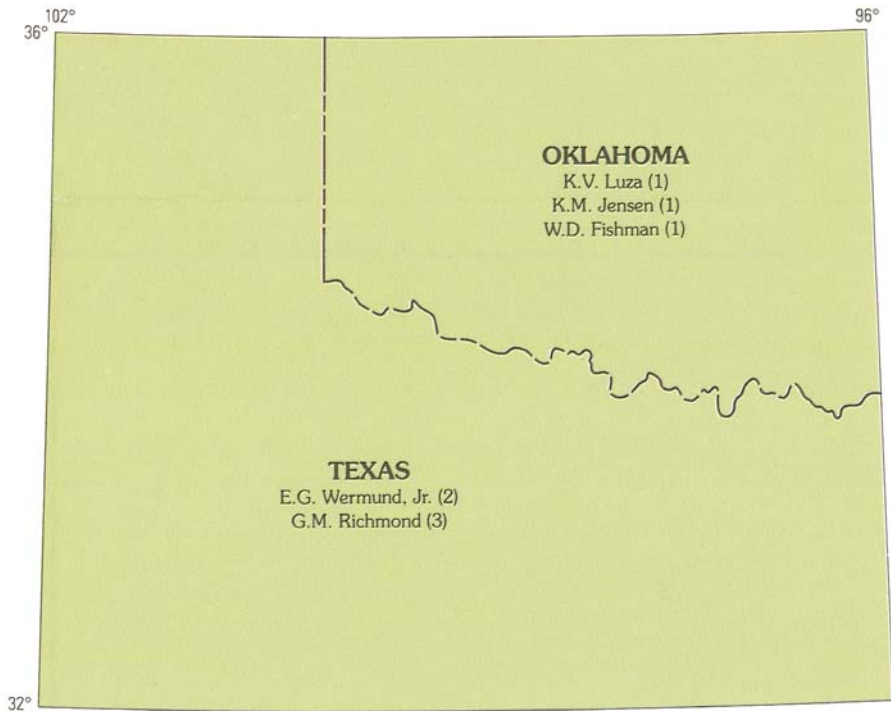 102°
96°
36°
OKLAHOMA
K.V. Luza (1)
K.M. Jensen (1)
W.D. Fishman (1)
TEXAS
E.G. Wermund, Jr. (2)
G.M. Richmond (3)
32°